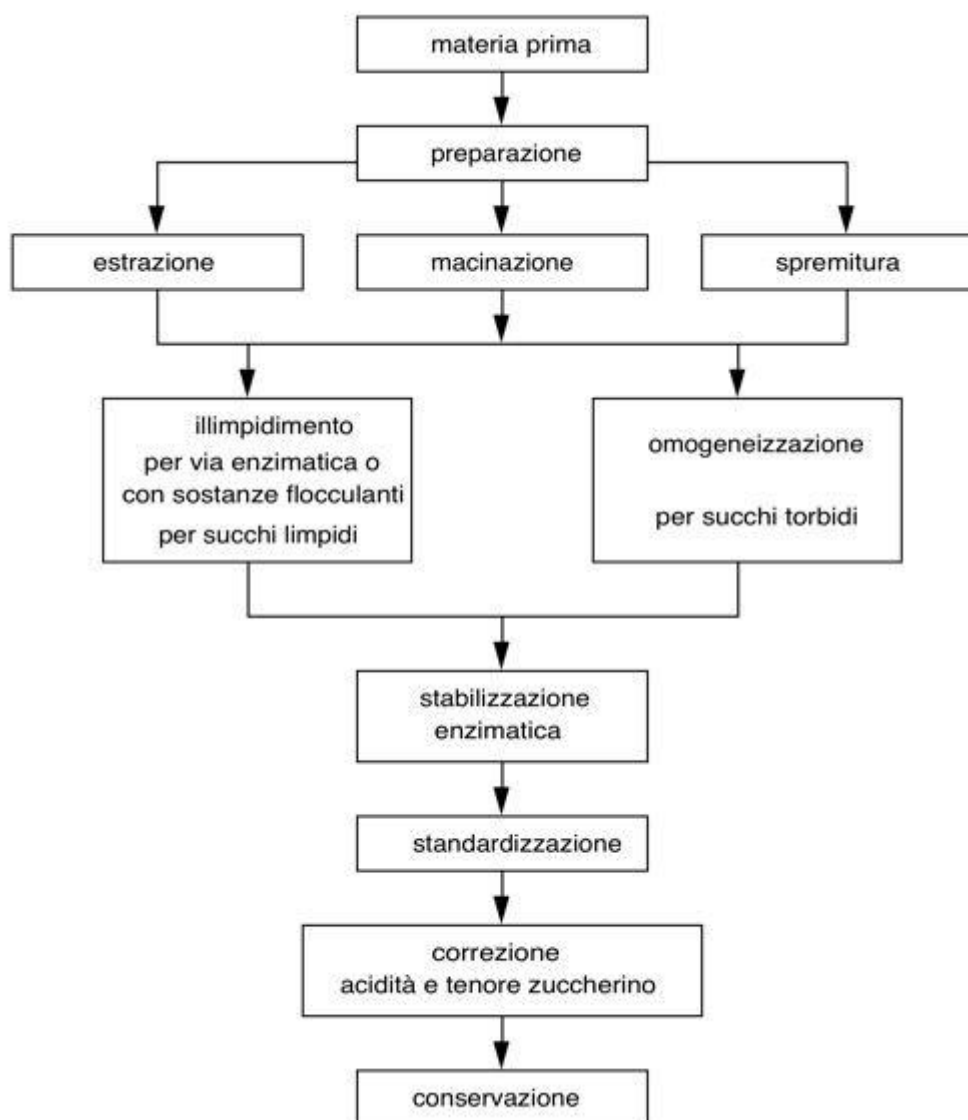 materia prima
preparazione
estrazione
macinazione
spremitura
illimpidimento
per via enzimatica o
con sostanze flocculanti
per succhi limpidi
omogeneizzazione
per succhi torbidi
stabilizzazione
enzimatica
standardizzazione
correzione
acidità e tenore zuccherino
conservazione